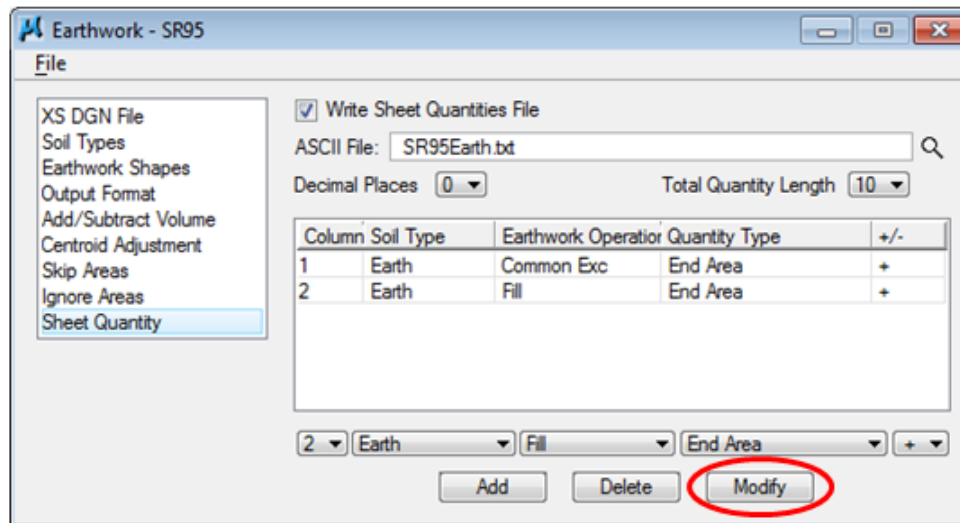 Earthwork - SR95
File
XS DGN File
Soil Types
Earthwork Shapes
Output Format
Add/Subtract Volume
Centroid Adjustment
Skip Areas
Ignore Areas
Sheet Quantity
Write Sheet Quantities File
ASCII File: SR95Earth.txt
Decimal Places 0 Total Quantity Length 10
Column Soil Type Earthwork Operation Quantity Type +/-
1 Earth Common Exc End Area +
2 Earth Fill End Area +
2 Earth Fill End Area +
Add Delete Modify